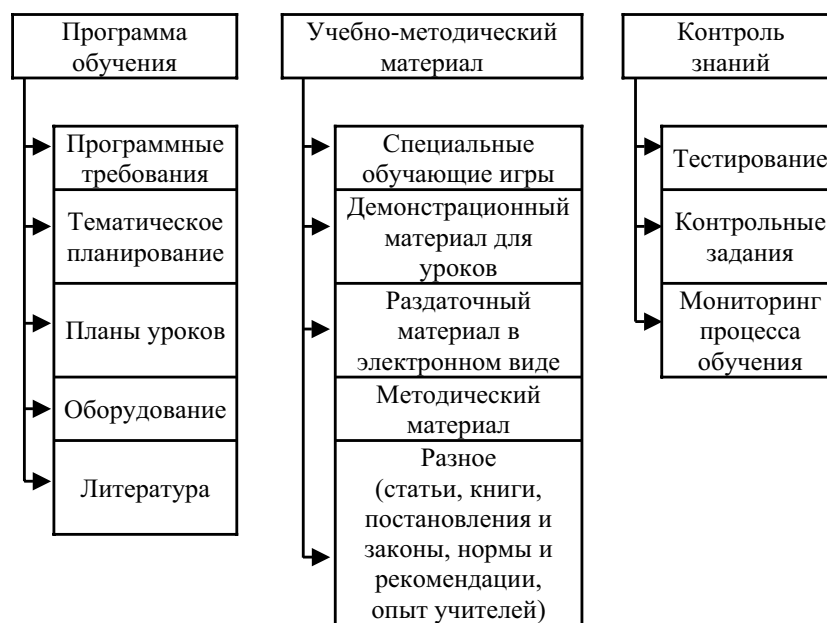 Программа
обучения
Программные
требования
Тематическое
планирование
Планы уроков
Оборудование
Литература
Учебно-методический
материал
Специальные
обучающие игры
Демонстрационный
материал для
уроков
Раздаточный
материал в
электронном виде
Методический
материал
Разное
(статьи, книги,
постановления и
законы, нормы и
рекомендации,
опыт учителей)
Контроль
знаний
Тестирование
Контрольные
задания
Мониторинг
процесса
обучения